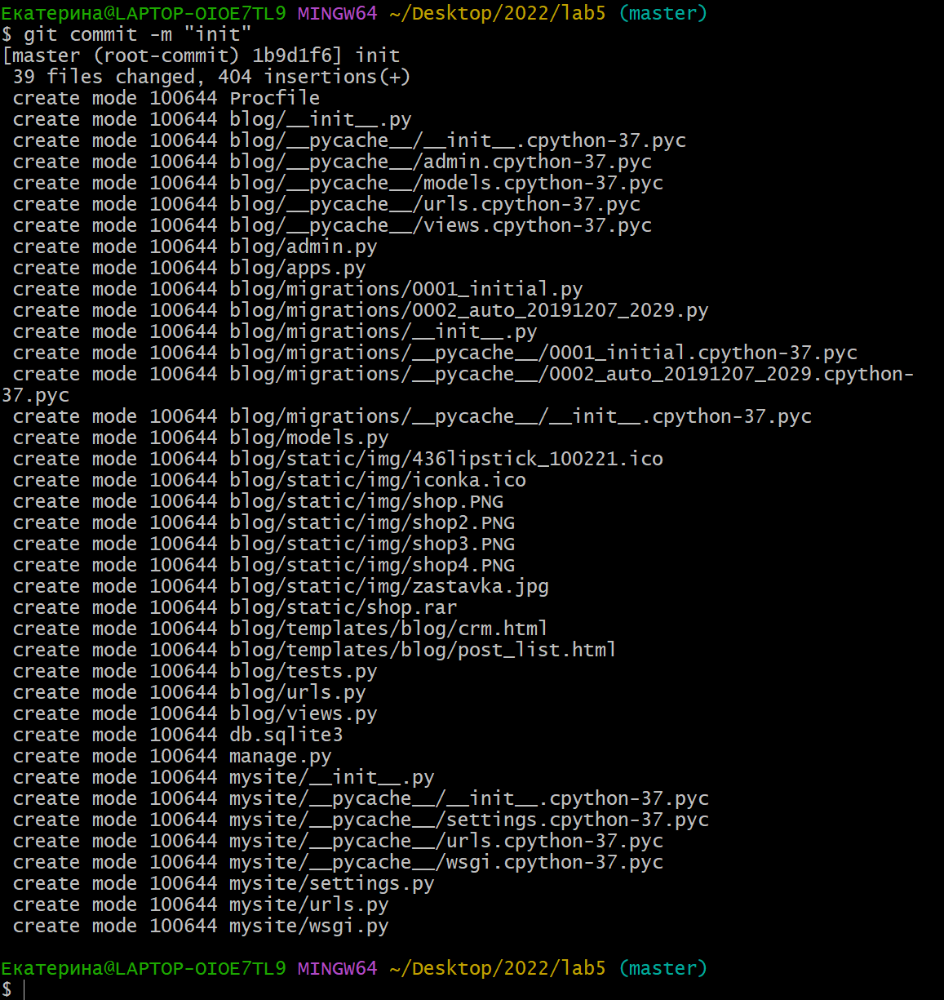 Екатерина@LAPTOP-OIOE7TL9 MINGW64 ~/Desktop/2022/lab5 (master)
$ git commit -m "init"
[master (root-commit) 1b9d1f6] init
 39 files changed, 404 insertions(+)
 create mode 100644 Procfile
 create mode 100644 blog/__init__.py
 create mode 100644 blog/__pycache__/__init__.cpython-37.pyc
 create mode 100644 blog/__pycache__/admin.cpython-37.pyc
 create mode 100644 blog/__pycache__/models.cpython-37.pyc
 create mode 100644 blog/__pycache__/urls.cpython-37.pyc
 create mode 100644 blog/__pycache__/views.cpython-37.pyc
 create mode 100644 blog/admin.py
 create mode 100644 blog/apps.py
 create mode 100644 blog/migrations/0001_initial.py
 create mode 100644 blog/migrations/0002_auto_20191207_2029.py
 create mode 100644 blog/migrations/__init__.py
 create mode 100644 blog/migrations/__pycache__/0001_initial.cpython-37.pyc
 create mode 100644 blog/migrations/__pycache__/0002_auto_20191207_2029.cpython-
37.pyc
 create mode 100644 blog/migrations/__pycache__/__init__.cpython-37.pyc
 create mode 100644 blog/models.py
 create mode 100644 blog/static/img/436lipstick_100221.ico
 create mode 100644 blog/static/img/iconka.ico
 create mode 100644 blog/static/img/shop.PNG
 create mode 100644 blog/static/img/shop2.PNG
 create mode 100644 blog/static/img/shop3.PNG
 create mode 100644 blog/static/img/shop4.PNG
 create mode 100644 blog/static/img/zastavka.jpg
 create mode 100644 blog/static/shop.rar
 create mode 100644 blog/templates/blog/crm.html
 create mode 100644 blog/templates/blog/post_list.html
 create mode 100644 blog/tests.py
 create mode 100644 blog/urls.py
 create mode 100644 blog/views.py
 create mode 100644 db.sqlite3
 create mode 100644 manage.py
 create mode 100644 mysite/__init__.py
 create mode 100644 mysite/__pycache__/__init__.cpython-37.pyc
 create mode 100644 mysite/__pycache__/settings.cpython-37.pyc
 create mode 100644 mysite/__pycache__/urls.cpython-37.pyc
 create mode 100644 mysite/__pycache__/wsgi.cpython-37.pyc
 create mode 100644 mysite/settings.py
 create mode 100644 mysite/urls.py
 create mode 100644 mysite/wsgi.py
Екатерина@LAPTOP-OIOE7TL9 MINGW64 ~/Desktop/2022/lab5 (master)
$